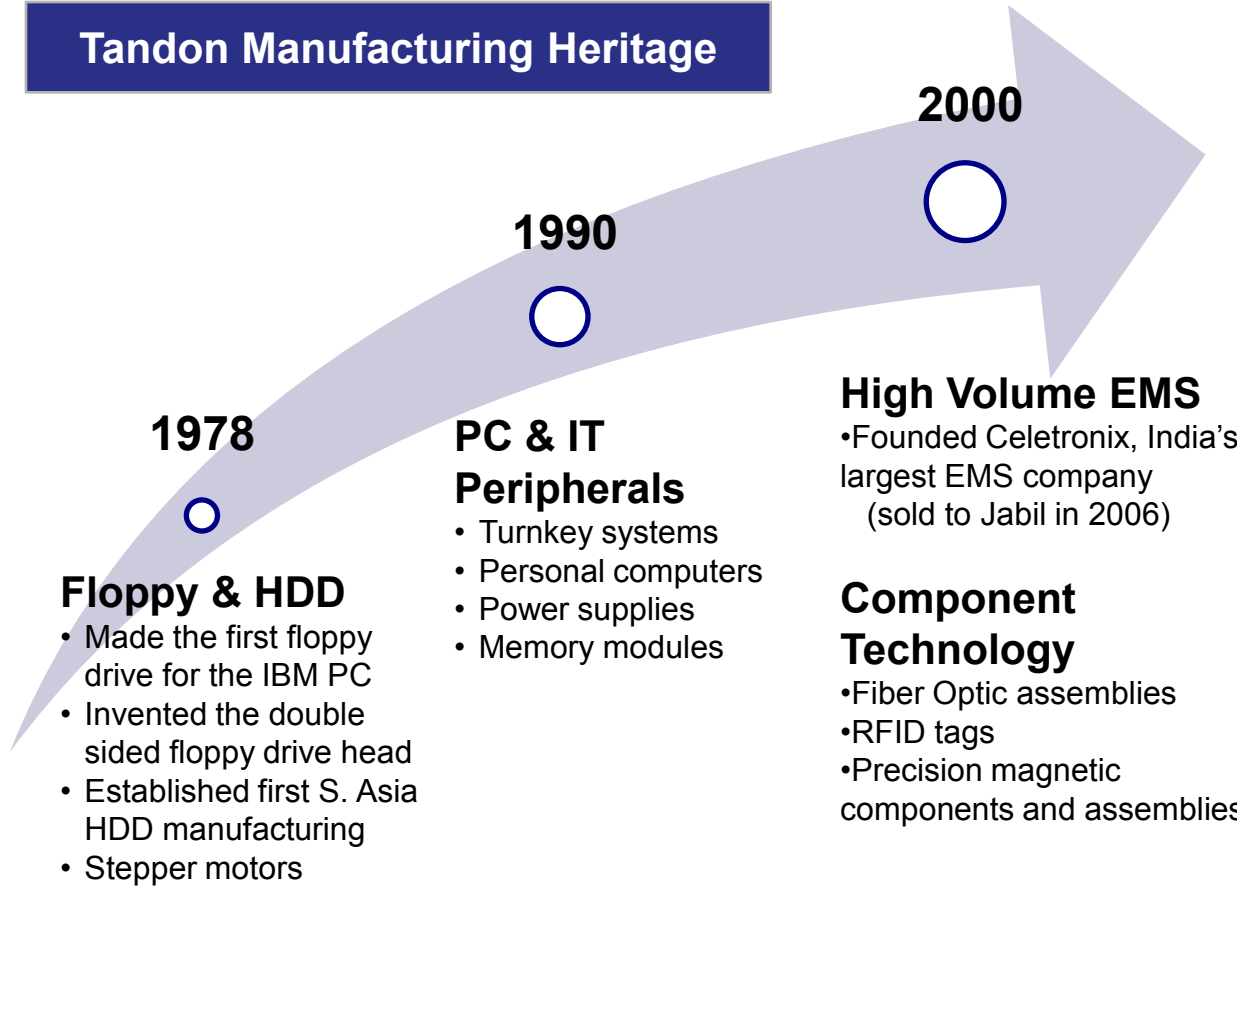 Tandon Manufacturing Heritage
1978
Floppy & HDD
• Made the first floppy
drive for the IBM PC
• Invented the double
sided floppy drive head
• Established first S. Asia
HDD manufacturing
• Stepper motors
1990
PC & IT
Peripherals
• Turnkey systems
• Personal computers
• Power supplies
• Memory modules
2000
High Volume EMS
•Founded Celetronix, India's
largest EMS company
(sold to Jabil in 2006)
Component
Technology
•Fiber Optic assemblies
•RFID tags
•Precision magnetic
components and assemblies